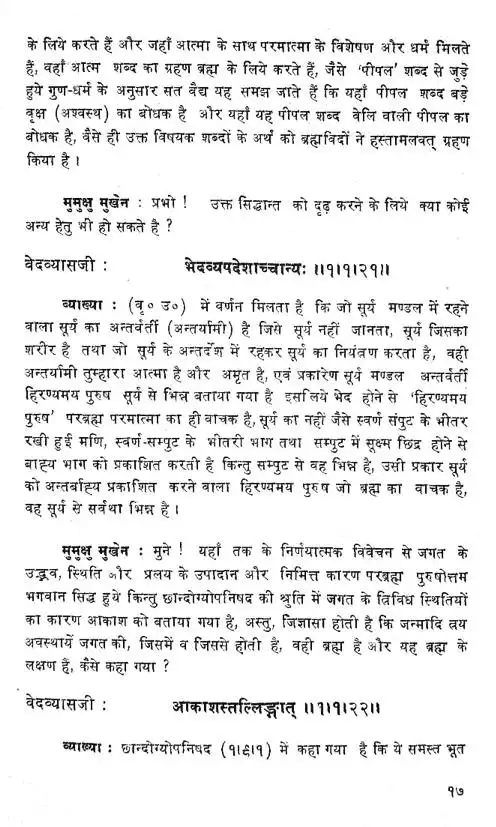 के लिये करते हैं और जहाँ आत्मा के साथ परमात्मा के विशेषण और धर्म मिलते
हैं, वहाँ आत्म शब्द का ग्रहण ब्रह्म के लिये करते हैं, जैसे 'पीपल' शब्द से जुड़े
हुये गुण-धर्म के अनुसार सत वैद्य यह समझ जाते हैं कि यहाँ पीपल शब्द बड़े
वृक्ष (अश्वस्थ) का बोधक है और यहाँ यह पीपल शब्द वेलि वाली पीपल का
बोधक है, वैसे ही उक्त विषयक शब्दों के अर्थ को ब्रह्मविदों ने हस्तामलवत् ग्रहण
किया है ।
मुमुक्षु मुखेन : प्रभो ! उक्त सिद्धान्त को दृढ़ करने के लिये क्या कोई
अन्य हेतु भी हो सकते है ?
वेदव्यासजी : भेदव्यपदेशाच्चान्यः ॥१।१।२१॥
व्याख्या : (वृ० उ०) में वर्णन मिलता है कि जो सूर्य मण्डल में रहने
वाला सूर्य का अन्तर्वर्ती (अन्तर्यामी) है जिसे सूर्य नहीं जानता, सूर्य जिसका
शरीर है तथा जो सूर्य के अन्तर्देश में रहकर सूर्य का नियंत्रण करता है, वही
अन्तर्यामी तुम्हारा आत्मा है और अमृत है, एवं प्रकारेण सूर्य मण्डल अन्तर्वर्ती
हिरण्यमय पुरुष सूर्य से भिन्न बताया गया है इसलिये भेद होने से 'हिरण्यमय
पुरुष' परब्रह्म परमात्मा का ही वाचक है, सूर्य का नहीं जैसे स्वर्ण संपुट के भीतर
रखी हुई मणि, स्वर्ण-सम्पुट के भीतरी भाग तथा सम्पुट में सूक्ष्म छिद्र होने से
बाह्य भाग को प्रकाशित करती है किन्तु सम्पुट से वह भिन्न है, उसी प्रकार सूर्य
को अन्तर्बाह्य प्रकाशित करने वाला हिरण्यमय पुरुष जो ब्रह्म का वाचक है,
वह सूर्य से सर्वथा भिन्न है ।
मुमुक्षु मुखेन : मुने ! यहाँ तक के निर्णयात्मक विवेचन से जगत के
उद्भव, स्थिति और प्रलय के उपादान और निमित्त कारण परब्रह्म पुरुषोत्तम
भगवान सिद्ध हुये किन्तु छान्दोग्योपनिषद की श्रुति में जगत के त्रिविध स्थितियों
का कारण आकाश को बताया गया है, अस्तु, जिज्ञासा होती है कि जन्मादि त्रय
अवस्थायें जगत की, जिसमें व जिससे होती है, वही ब्रह्म है और यह ब्रह्म के
लक्षण हैं, कैसे कहा गया ?
वेदव्यासजी : आकाशस्तल्लिङ्गात् ॥१।१।२२॥
व्याख्या : छान्दोग्योपनिषद (१।९।१) में कहा गया है कि ये समस्त भूत
१७